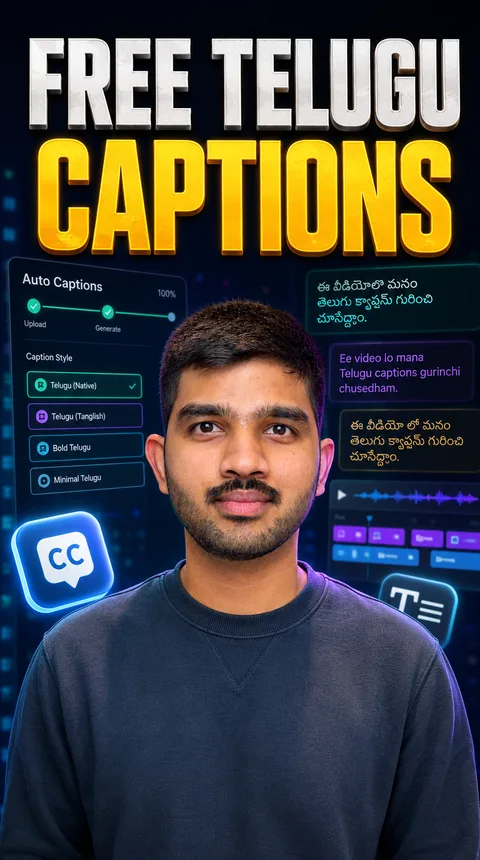 FREE TELUGU
CAPTIONS
Auto Captions
100%
Upload
Generate
Caption Style
Telugu (Native)
Telugu (Tanglish)
Bold Telugu
Minimal Telugu
ఈ వీడియోలొ మనం
తెలుగు క్యాప్షన్ గురించి
చూసేద్దాం.
Ee video lo mana
Telugu captions gurinchi
chusedham.
ఈ వీడియో లో మనం
తెలుగు క్యాప్షన్ గురించి
చూసేద్దాం.
CC
T